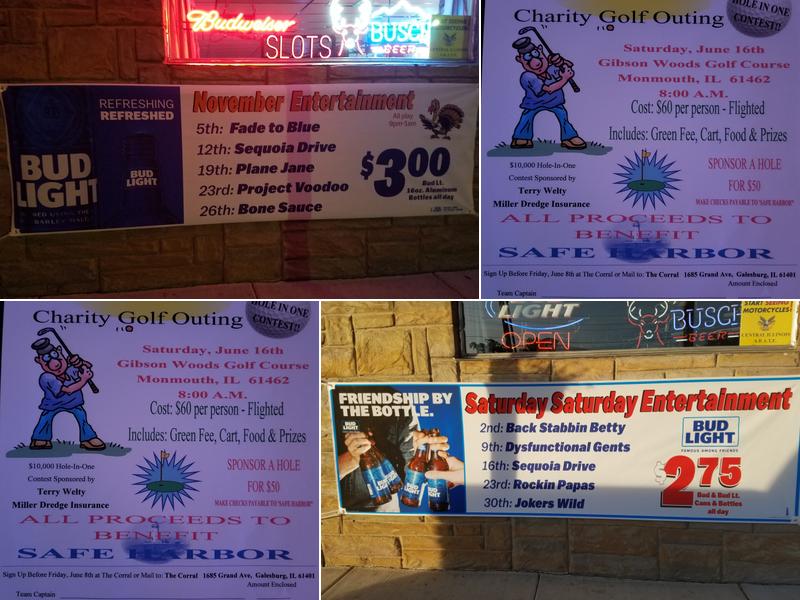 Budweiser
SLOTS
BUSCH
BEER
REFRESHING
REFRESHED
BUD
LIGHT
BUD
LIGHT
November Entertainment
All play
9pm-1am
5th: Fade to Blue
12th: Sequoia Drive
19th: Plane Jane
23rd: Project Voodoo
26th: Bone Sauce
$3.00
Bud Lt.
16oz. Aluminum
Bottles all day
HOLE IN ONE
CONTEST!!
Charity Golf Outing
Saturday, June 16th
Gibson Woods Golf Course
Monmouth, IL 61462
8:00 A.M.
Cost: $60 per person - Flighted
Includes: Green Fee, Cart, Food & Prizes
$10,000 Hole-In-One
Contest Sponsored by
Terry Welty
Miller Dredge Insurance
SPONSOR A HOLE
FOR $50
MAKE CHECKS PAYABLE TO "SAFE HARBOR"
ALL PROCEEDS TO
BENEFIT
SAFE HARBOR
Sign Up Before Friday, June 8th at The Corral or Mail to: The Corral 1685 Grand Ave, Galesburg, IL 61401
Amount Enclosed
Team Captain
HOLE IN ONE
CONTEST!!
Charity Golf Outing
Saturday, June 16th
Gibson Woods Golf Course
Monmouth, IL 61462
8:00 A.M.
Cost: $60 per person - Flighted
Includes: Green Fee, Cart, Food & Prizes
$10,000 Hole-In-One
Contest Sponsored by
Terry Welty
Miller Dredge Insurance
SPONSOR A HOLE
FOR $50
MAKE CHECKS PAYABLE TO "SAFE HARBOR"
ALL PROCEEDS TO
BENEFIT
SAFE HARBOR
Sign Up Before Friday, June 8th at The Corral or Mail to: The Corral 1685 Grand Ave, Galesburg, IL 61401
Amount Enclosed
Team Captain
LIGHT
OPEN
BUSCH
BEER
START SEEING
MOTORCYCLES!
CENTRAL ILLINOIS
A.B.A.T.E.
FRIENDSHIP BY
THE BOTTLE.
BUD
LIGHT
Saturday Saturday Entertainment
2nd: Back Stabbin Betty
9th: Dysfunctional Gents
16th: Sequoia Drive
23rd: Rockin Papas
30th: Jokers Wild
BUD
LIGHT
FAMOUS AMONG FRIENDS
$2.75
Bud & Bud Lt.
Cans & Bottles
all day